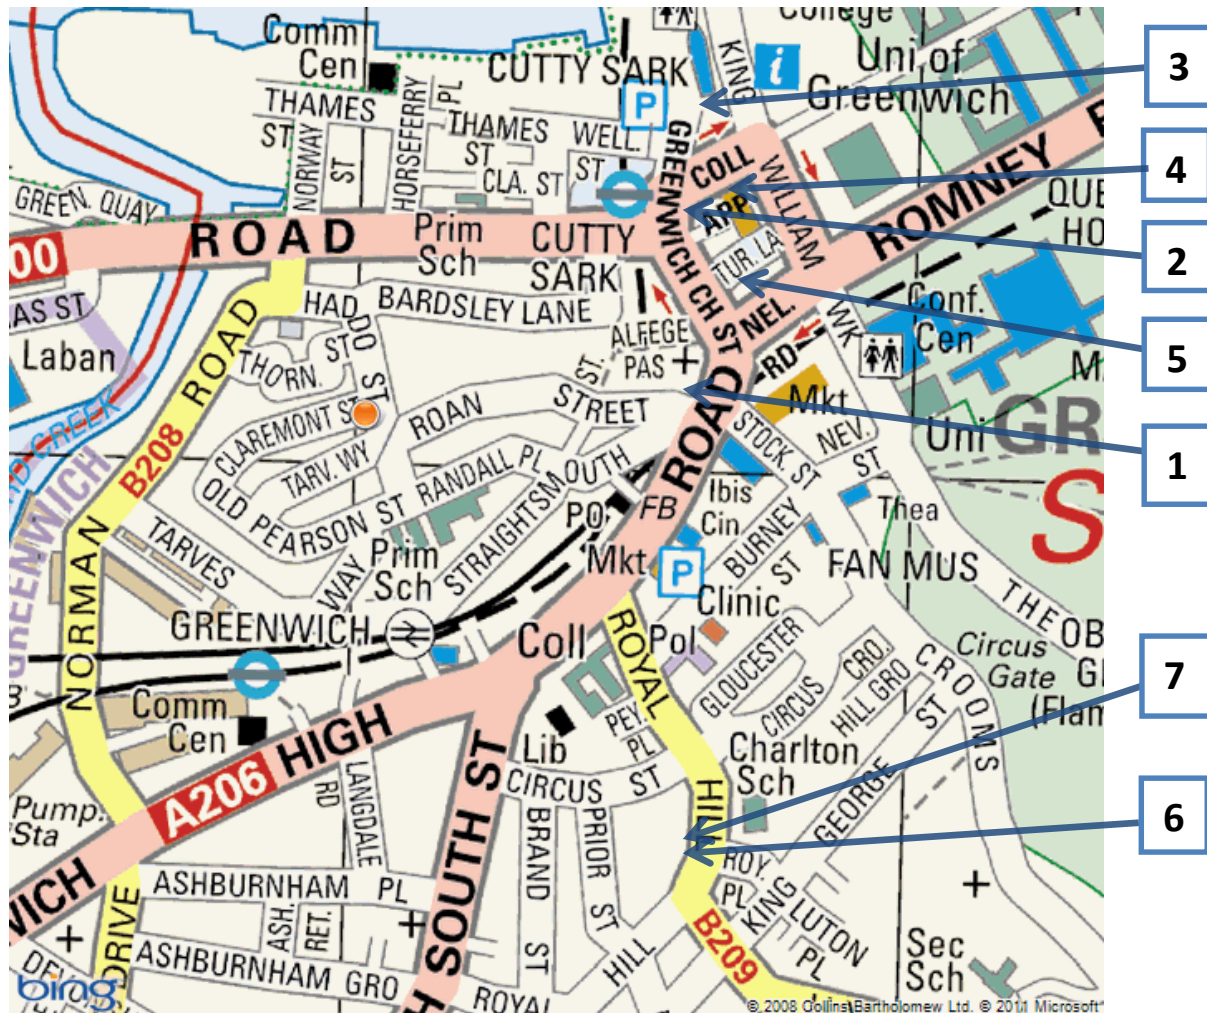 Comm
Cen
CUTTY SARK
KING
i
College
Uni of
Greenwich
3
THAMES
ST
NORWAY
ST
HORSEFERRY
PL
THAMES
ST
CLA. ST
WELL.
ST
P
GREENWICH CH ST
COLL
APP
TUR. LA
WILLIAM
ROMNEY
4
QUE
HO
2
GREEN. QUAY
00
ROAD
Prim
Sch
CUTTY
SARK
NEL.
RD
WK
Conf.
Cen
5
AS ST
Laban
HAD
DO
ST
BARDSLEY LANE
ALFEGE
PAS
ST.
THORN.
ST
CLAREMONT S
TARV. WY
ROAN
STREET
ROAD
Mkt
STOCK. ST
NEV.
ST
Uni
GR
S
1
CREEK
GREENWICH
B208
ROAD
NORMAN
OLD PEARSON ST
RANDALL PL
STRAIGHTSMOUTH
PO
FB
Ibis
Cin
BURNEY
ST
Thea
FAN MUS
TARVES
WAY
Prim
Sch
Mkt
P
Clinic
THE
OB
GREENWICH
Coll
ROYAL
Pol
GLOUCESTER
CIRCUS
CRO.
HILL GRO
CROOMS
Circus
Gate
(Flam
7
Comm
Cen
HIGH
A206
Lib
PEY.
PL
Charlton
Sch
GEORGE
ST
Pump.
Sta
RD
LANGDALE
CIRCUS
ST
HILL
BRAND
ST
PRIOR
ST
6
WICH
DRIVE
ASHBURNHAM PL
SOUTH ST
ROY.
PL
KING
LUTON
PL
ASH.
RET.
ASHBURNHAM GRO
ROYAL
HILL
B209
Sec
Sch
bing
© 2008 Collins Bartholomew Ltd. © 2011 Microsoft